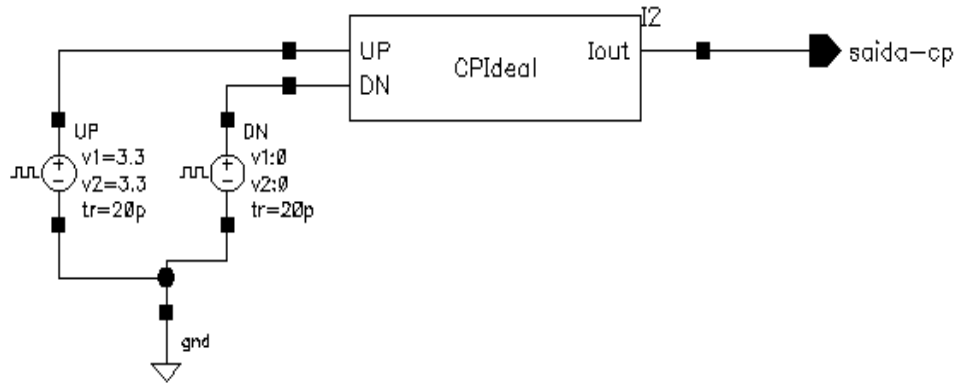 I2
UP
DN
CPIdeal
Iout
saida-cp
UP
v1=3.3
v2=3.3
tr=20p
DN
v1:0
v2:0
tr=20p
gnd